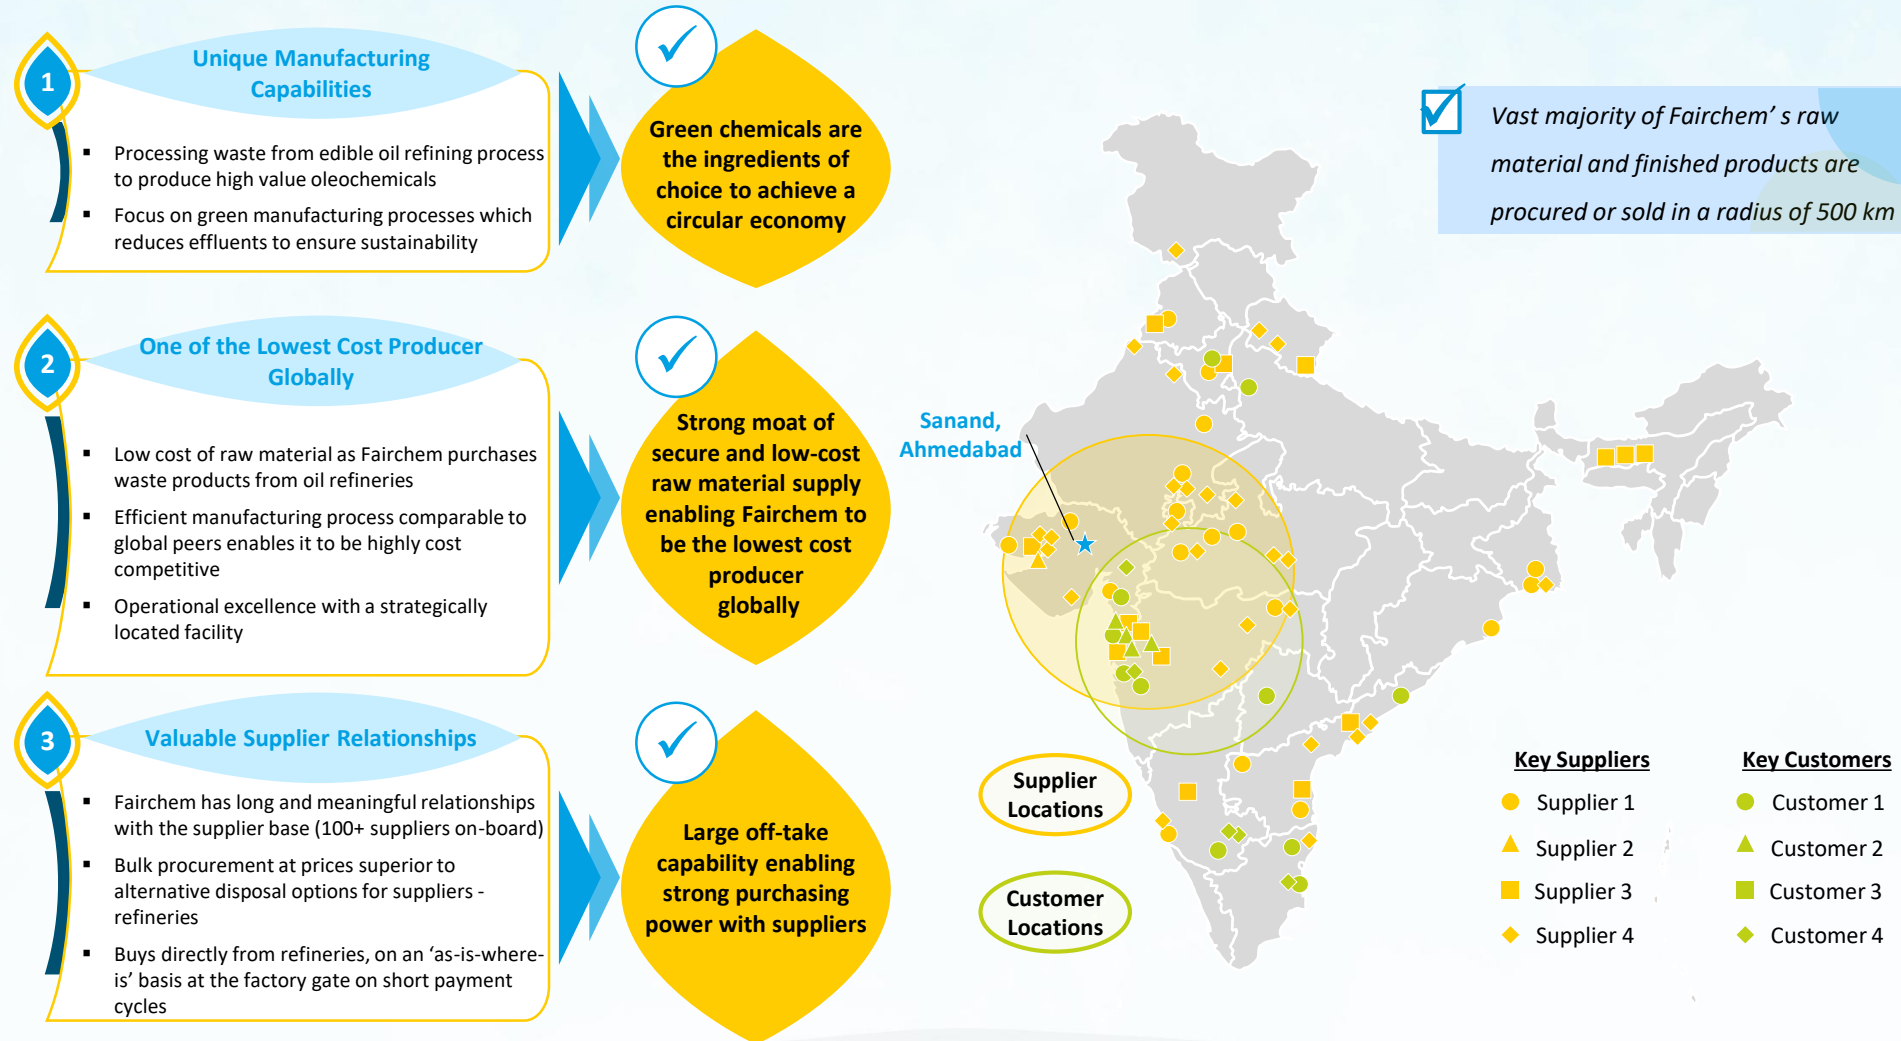 1
Unique Manufacturing
Capabilities
▪ Processing waste from edible oil refining process
to produce high value oleochemicals
▪ Focus on green manufacturing processes which
reduces effluents to ensure sustainability
Green chemicals are
the ingredients of
choice to achieve a
circular economy
2
One of the Lowest Cost Producer
Globally
▪ Low cost of raw material as Fairchem purchases
waste products from oil refineries
▪ Efficient manufacturing process comparable to
global peers enables it to be highly cost
competitive
▪ Operational excellence with a strategically
located facility
Strong moat of
secure and low-cost
raw material supply
enabling Fairchem to
be the lowest cost
producer
globally
3
Valuable Supplier Relationships
▪ Fairchem has long and meaningful relationships
with the supplier base (100+ suppliers on-board)
▪ Bulk procurement at prices superior to
alternative disposal options for suppliers -
refineries
▪ Buys directly from refineries, on an ‘as-is-where-
is’ basis at the factory gate on short payment
cycles
Large off-take
capability enabling
strong purchasing
power with suppliers
Vast majority of Fairchem’ s raw
material and finished products are
procured or sold in a radius of 500 km
Sanand,
Ahmedabad
Supplier
Locations
Customer
Locations
Key Suppliers
Supplier 1
Supplier 2
Supplier 3
Supplier 4
Key Customers
Customer 1
Customer 2
Customer 3
Customer 4